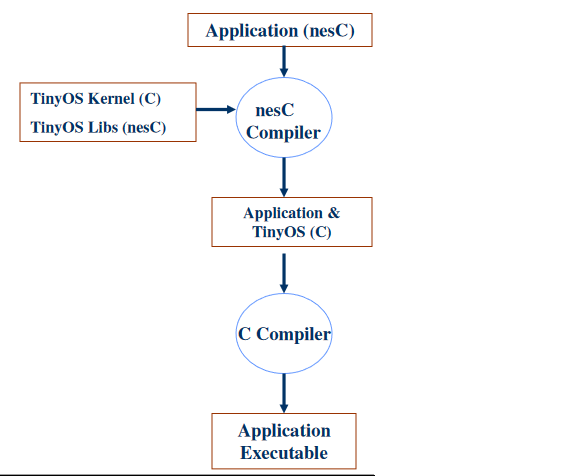 Application (nesC)
TinyOS Kernel (C)
TinyOS Libs (nesC)
nesC
Compiler
Application &
TinyOS (C)
C Compiler
Application
Executable